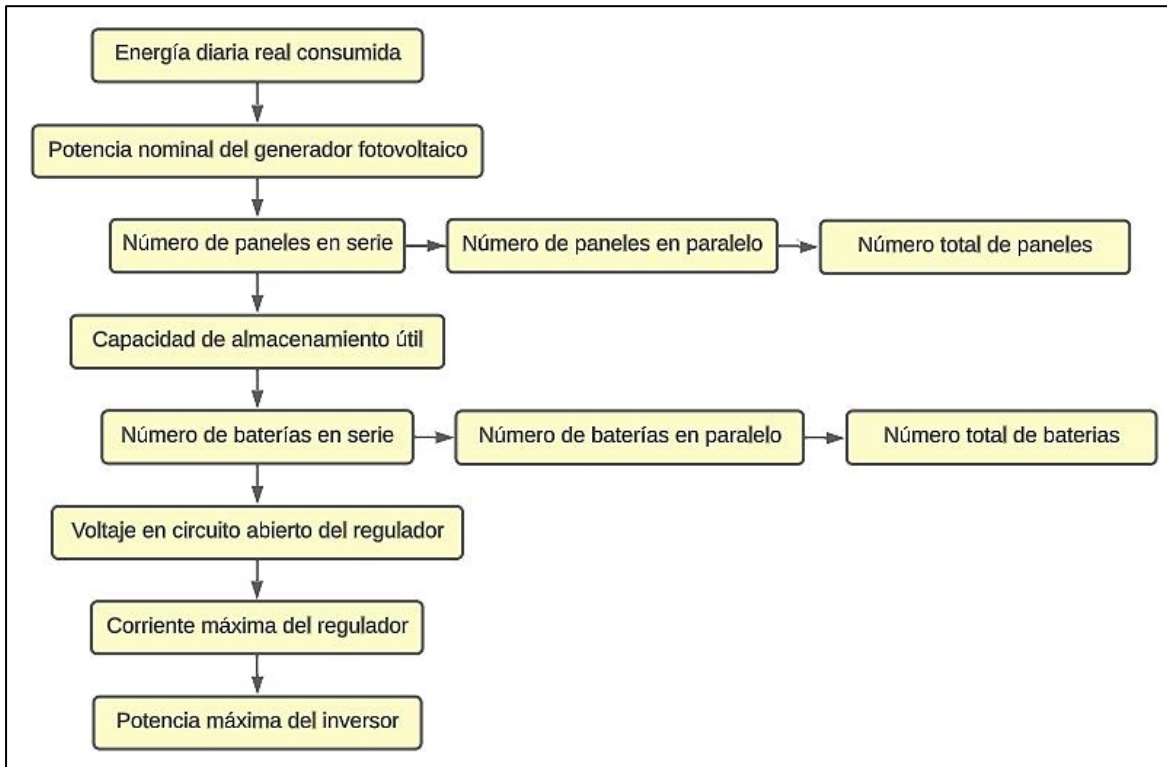 Energía diaria real consumida
Potencia nominal del generador fotovoltaico
Número de paneles en serie
Número de paneles en paralelo
Número total de paneles
Capacidad de almacenamiento útil
Número de baterías en serie
Número de baterías en paralelo
Número total de baterias
Voltaje en circuito abierto del regulador
Corriente máxima del regulador
Potencia máxima del inversor